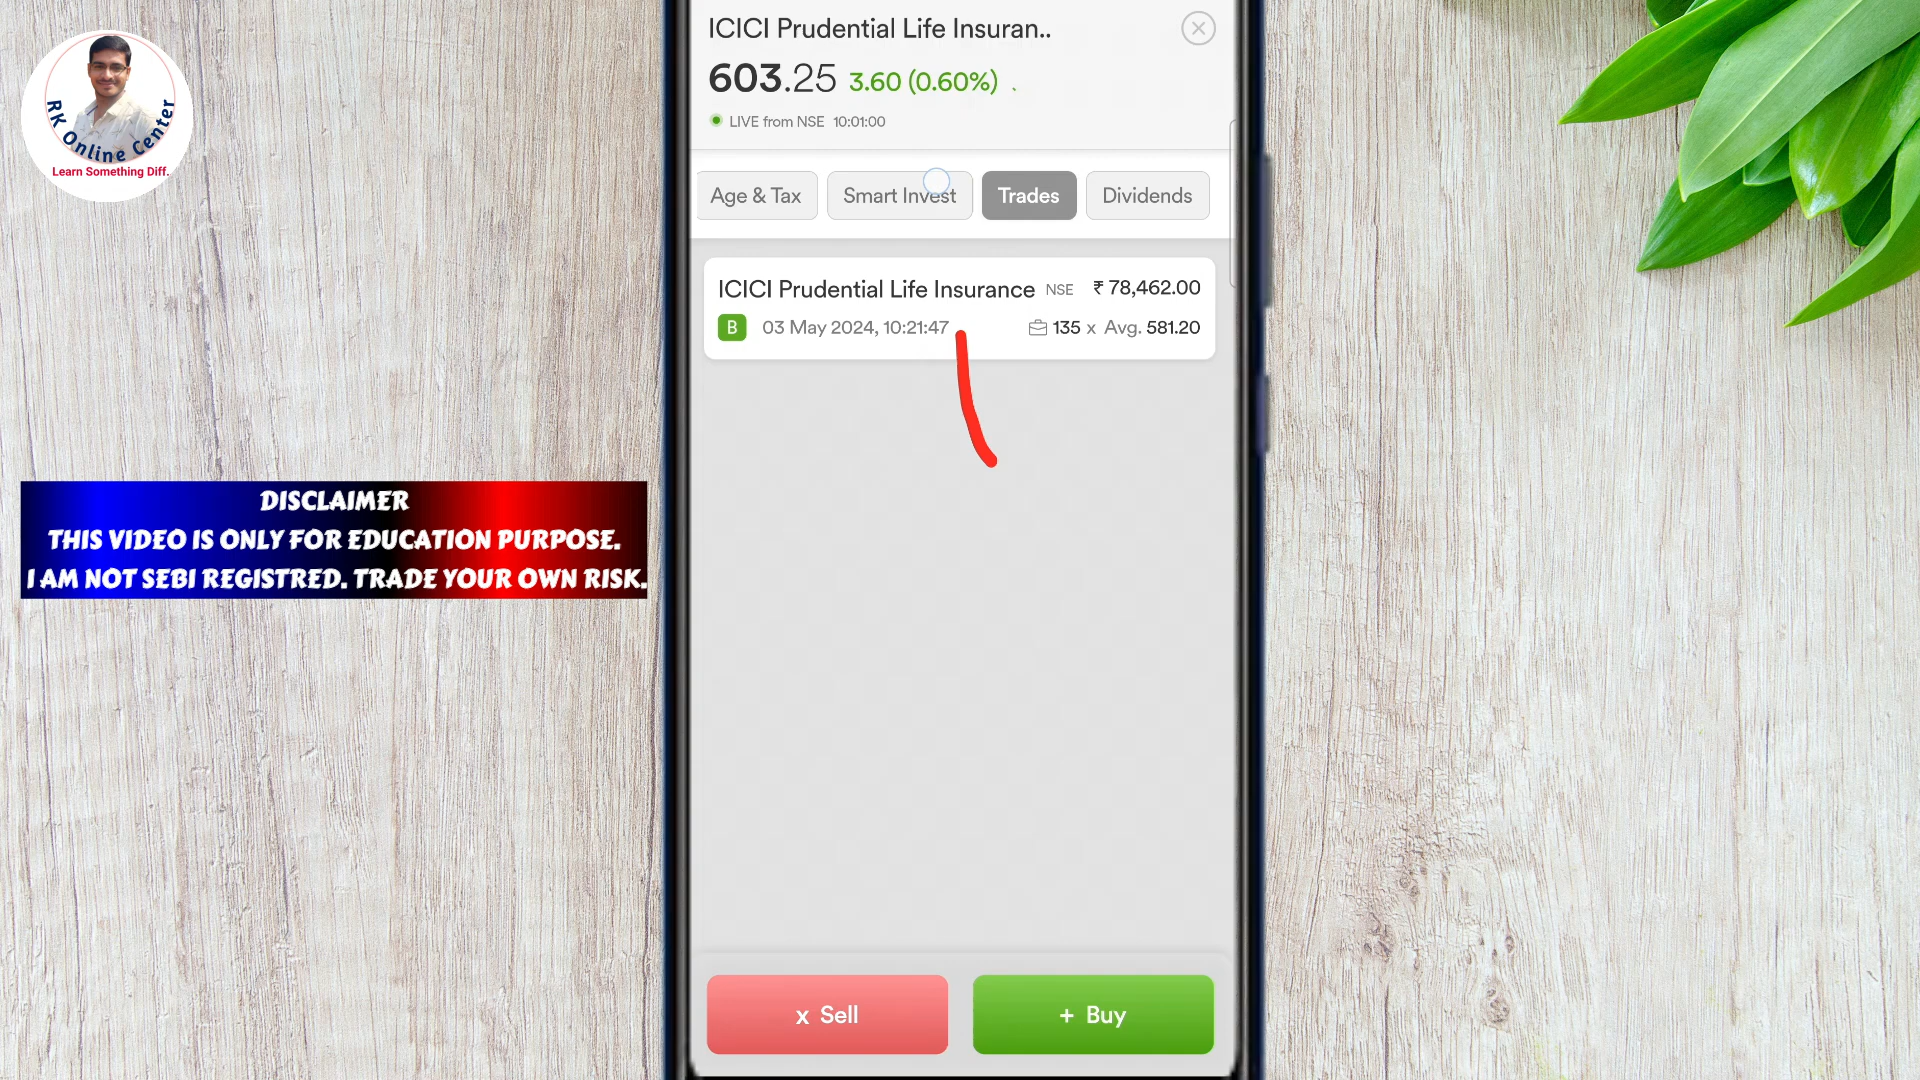 RK Online Center
Learn Something Diff.
DISCLAIMER
THIS VIDEO IS ONLY FOR EDUCATION PURPOSE.
I AM NOT SEBI REGISTRED. TRADE YOUR OWN RISK.
ICICI Prudential Life Insuran..
603.25 3.60 (0.60%)
LIVE from NSE 10:01:00
Age & Tax Smart Invest Trades Dividends
ICICI Prudential Life Insurance NSE ₹ 78,462.00
B 03 May 2024, 10:21:47 135 x Avg. 581.20
x Sell + Buy